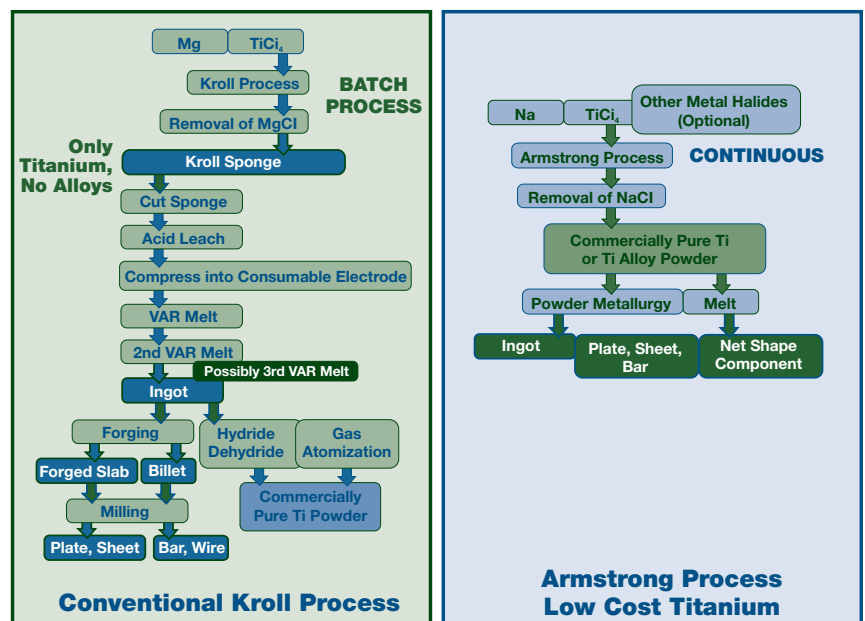 Mg
TiCi₄
Kroll Process
BATCH
PROCESS
Removal of MgCl
Only
Titanium,
No Alloys
Kroll Sponge
Cut Sponge
Acid Leach
Compress into Consumable Electrode
VAR Melt
2nd VAR Melt
Possibly 3rd VAR Melt
Ingot
Forging
Hydride
Dehydride
Gas
Atomization
Forged Slab
Billet
Commercially
Pure Ti Powder
Milling
Plate, Sheet
Bar, Wire
Conventional Kroll Process
Na
TiCi₄
Other Metal Halides
(Optional)
Armstrong Process
CONTINUOUS
Removal of NaCl
Commercially Pure Ti
or Ti Alloy Powder
Powder Metallurgy
Melt
Ingot
Plate, Sheet,
Bar
Net Shape
Component
Armstrong Process
Low Cost Titanium